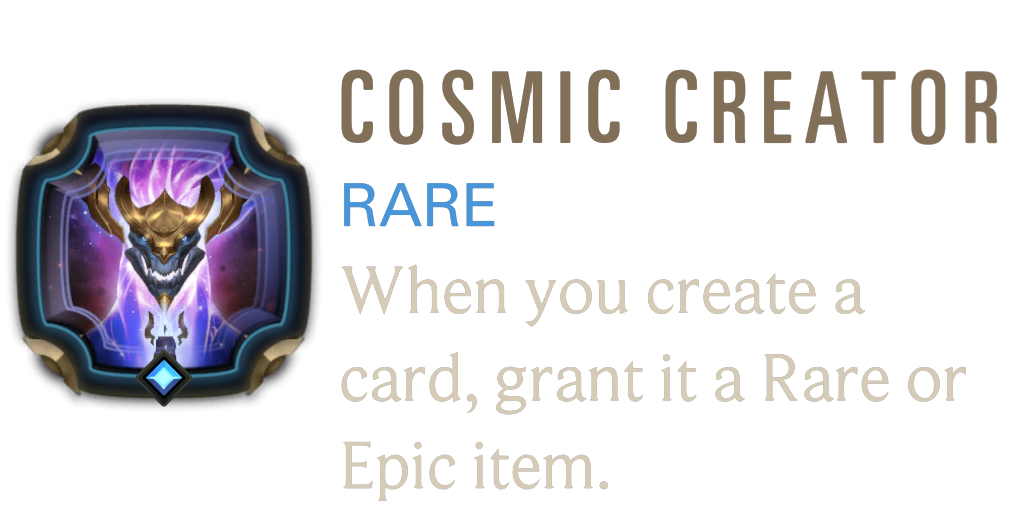 COSMIC CREATOR
RARE
When you create a
card, grant it a Rare or
Epic item.